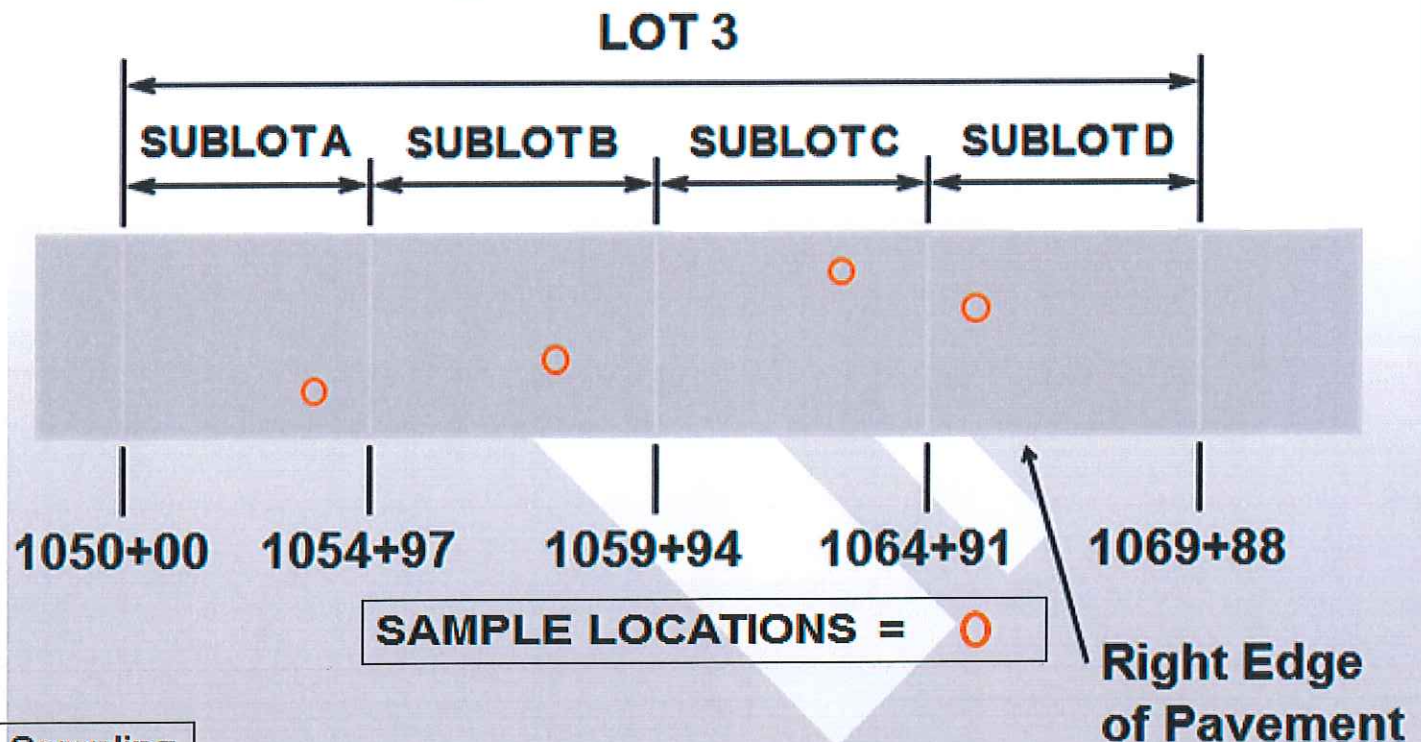 LOT 3
SUBLOTA SUBLOTB SUBLOTC SUBLOTD
1050+00 1054+97 1059+94 1064+91 1069+88
SAMPLE LOCATIONS =
Right Edge
of Pavement